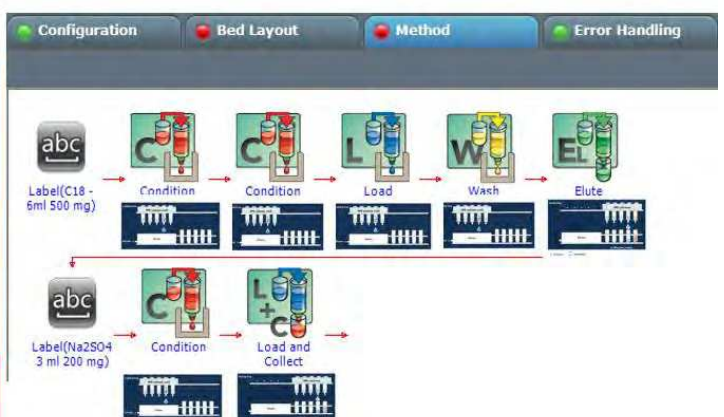 Configuration
Bed Layout
Method
Error Handling
abc
C
C
L
W
EL
Label(C18 -
6ml 500 mg)
Condition
Condition
Load
Wash
Elute
abc
C
L
+
C
Label(Na2SO4
3 ml 200 mg)
Condition
Load and
Collect